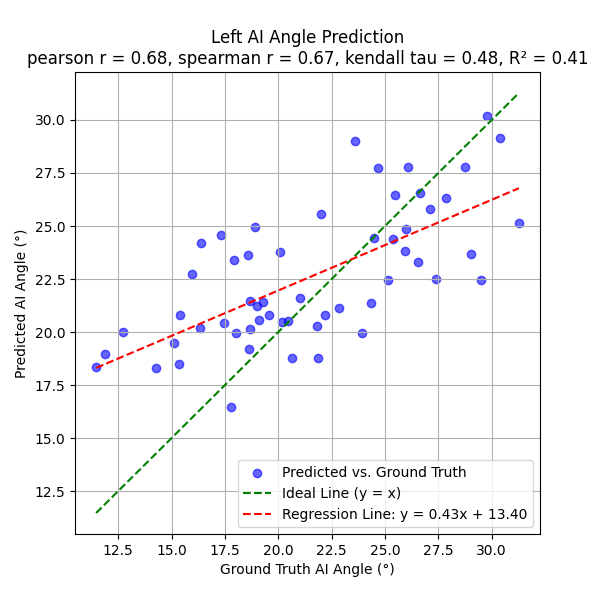 Left AI Angle Prediction
pearson r = 0.68, spearman r = 0.67, kendall tau = 0.48, R² = 0.41
Predicted AI Angle (°)
30.0
27.5
25.0
22.5
20.0
17.5
15.0
12.5
Predicted vs. Ground Truth
Ideal Line (y = x)
Regression Line: y = 0.43x + 13.40
12.5 15.0 17.5 20.0 22.5 25.0 27.5 30.0
Ground Truth AI Angle (°)